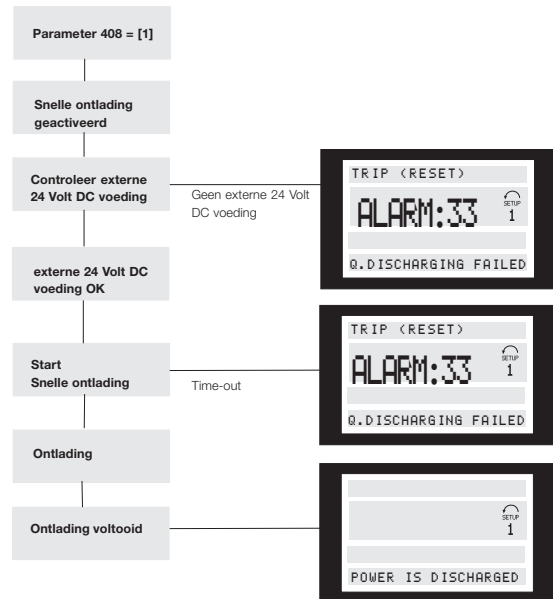 Parameter 408 = [1]
Snelle ontlading
geactiveerd
Controleer externe
24 Volt DC voeding
Geen externe 24 Volt
DC voeding
TRIP (RESET)
ALARM:33
SETUP
1
Q.DISCHARGING FAILED
externe 24 Volt DC
voeding OK
Start
Snelle ontlading
Time-out
TRIP (RESET)
ALARM:33
SETUP
1
Q.DISCHARGING FAILED
Ontlading
Ontlading voltooid
SETUP
1
POWER IS DISCHARGED